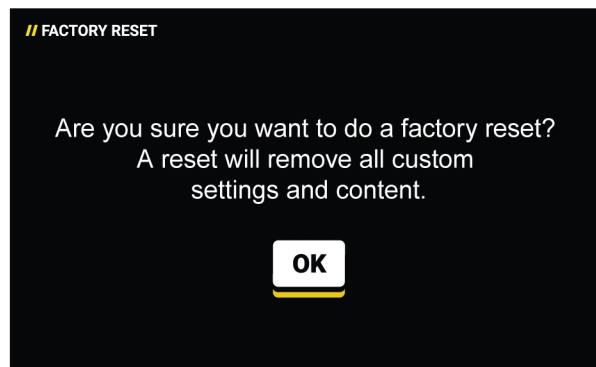 // FACTORY RESET
Are you sure you want to do a factory reset?
A reset will remove all custom
settings and content.
OK